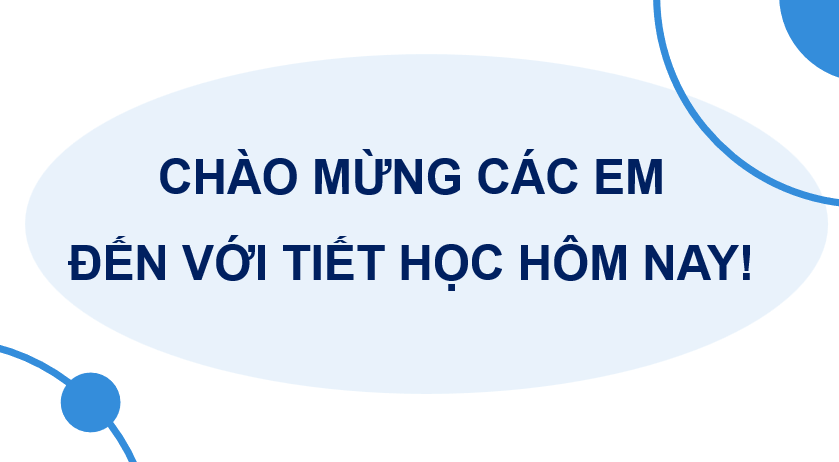 CHÀO MỪNG CÁC EM
ĐẾN VỚI TIẾT HỌC HÔM NAY!